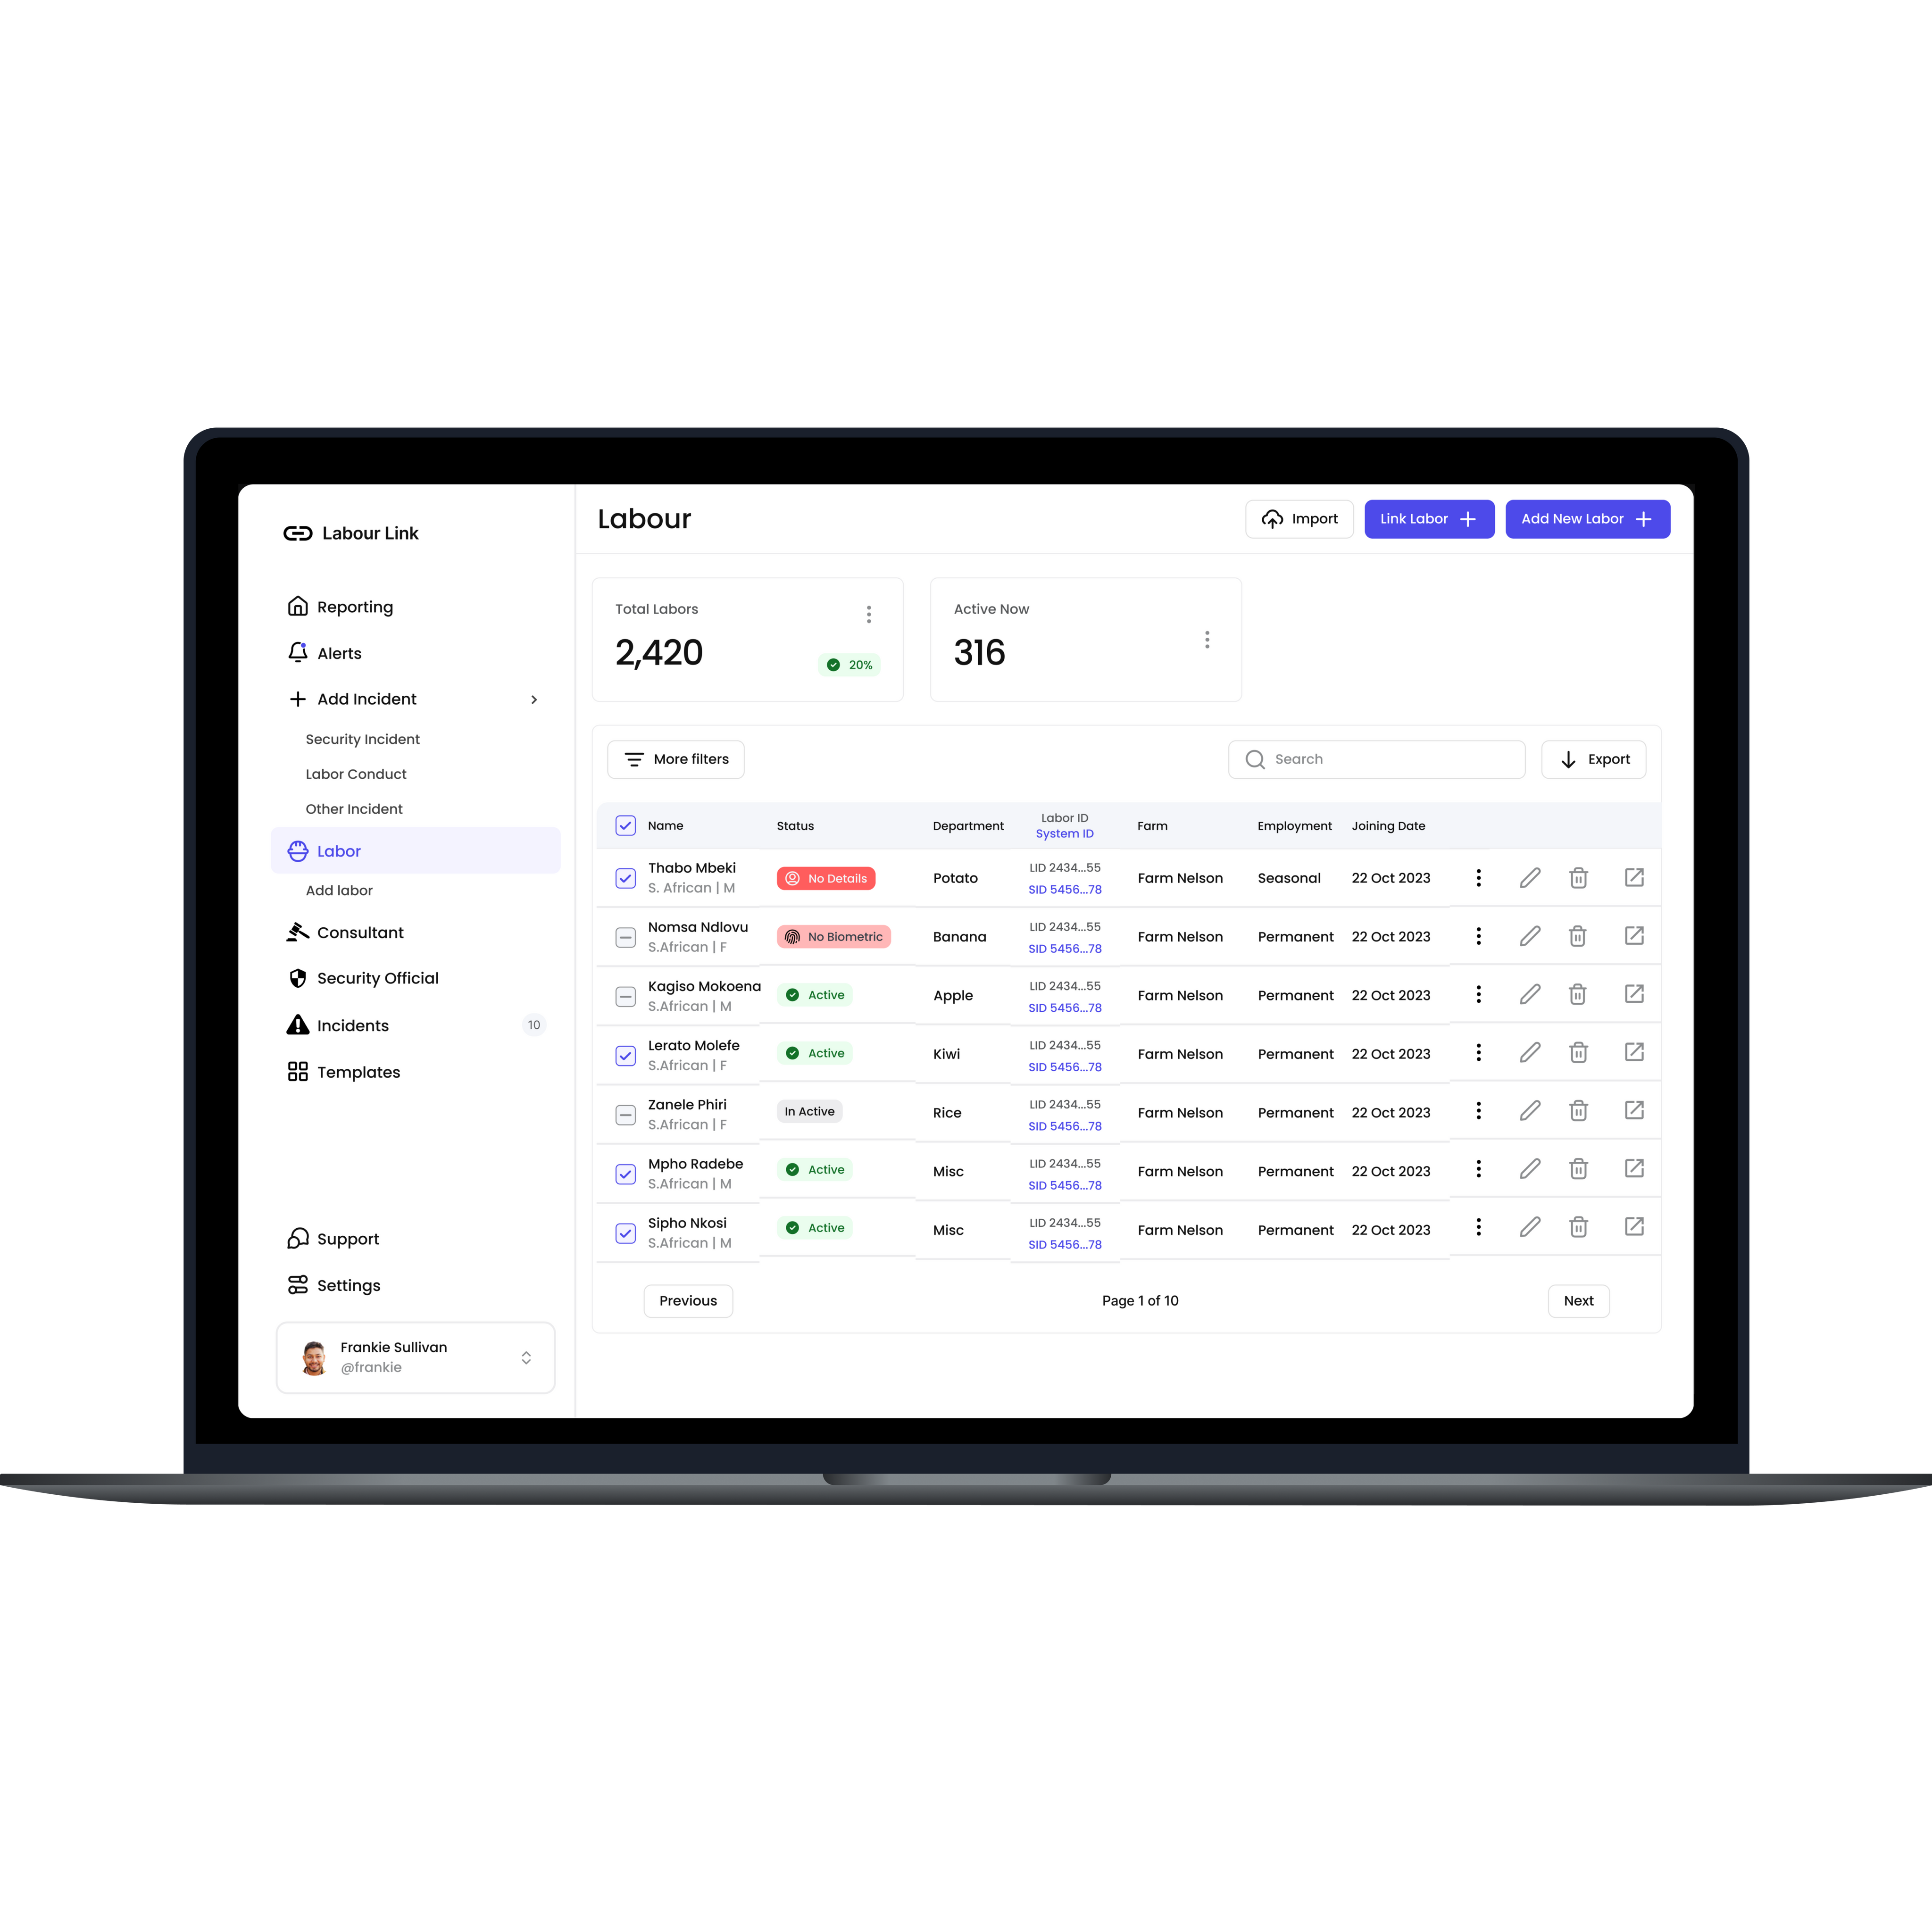 Labour Link
Reporting
Alerts
Add Incident
Security Incident
Labor Conduct
Other Incident
Labor
Add labor
Consultant
Security Official
Incidents 10
Templates
Support
Settings
Frankie Sullivan
@frankie
Labour
Import
Link Labor
Add New Labor
Total Labors
2,420
20%
Active Now
316
More filters
Search
Export
Name Status Department Labor ID System ID Farm Employment Joining Date
Thabo Mbeki
S. African | M
No Details
Potato
LID 2434...55
SID 5456...78
Farm Nelson
Seasonal
22 Oct 2023
Nomsa Ndlovu
S.African | F
No Biometric
Banana
LID 2434...55
SID 5456...78
Farm Nelson
Permanent
22 Oct 2023
Kagiso Mokoena
S.African | M
Active
Apple
LID 2434...55
SID 5456...78
Farm Nelson
Permanent
22 Oct 2023
Lerato Molefe
S.African | F
Active
Kiwi
LID 2434...55
SID 5456...78
Farm Nelson
Permanent
22 Oct 2023
Zanele Phiri
S.African | F
In Active
Rice
LID 2434...55
SID 5456...78
Farm Nelson
Permanent
22 Oct 2023
Mpho Radebe
S.African | M
Active
Misc
LID 2434...55
SID 5456...78
Farm Nelson
Permanent
22 Oct 2023
Sipho Nkosi
S.African | M
Active
Misc
LID 2434...55
SID 5456...78
Farm Nelson
Permanent
22 Oct 2023
Previous
Page 1 of 10
Next